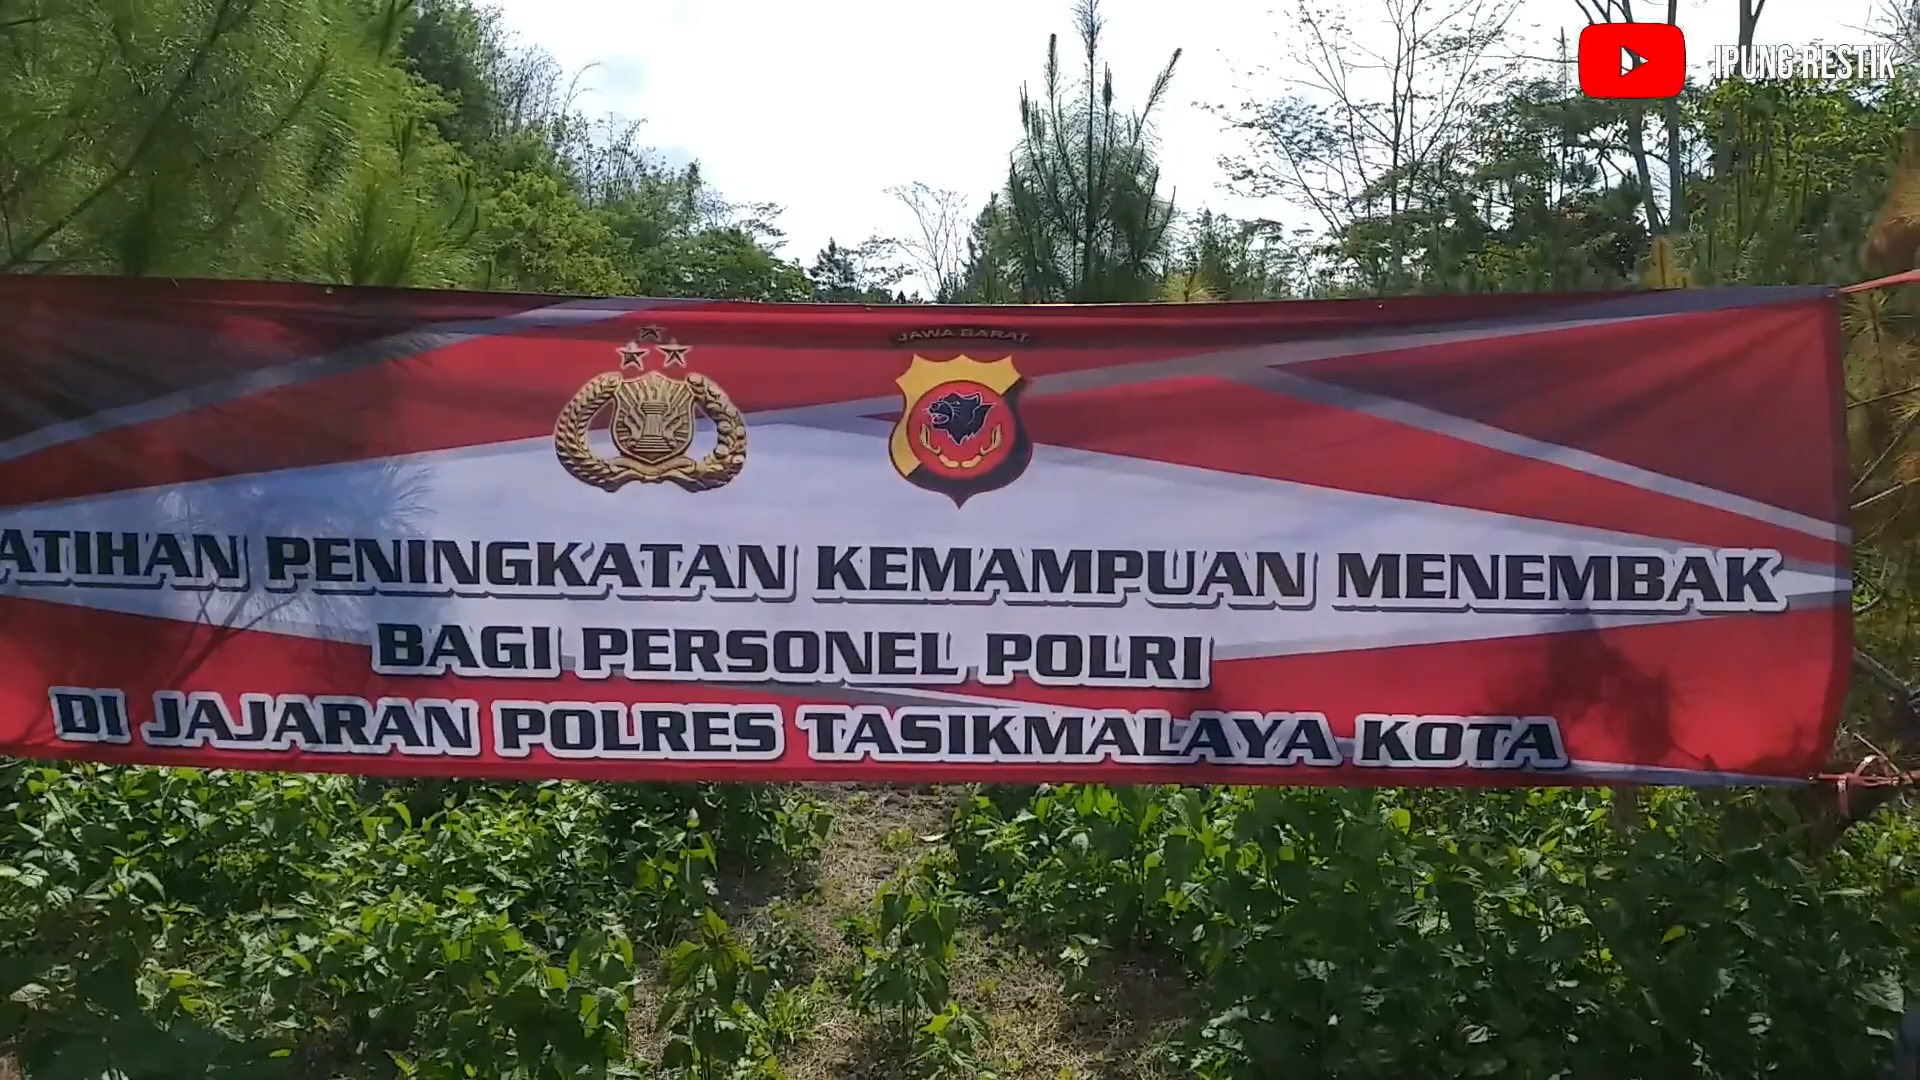 IPUNG RESTIK
JAWA BARAT
ATIHAN PENINGKATAN KEMAMPUAN MENEMBAK
BAGI PERSONEL POLRI
DI JAJARAN POLRES TASIKMALAYA KOTA